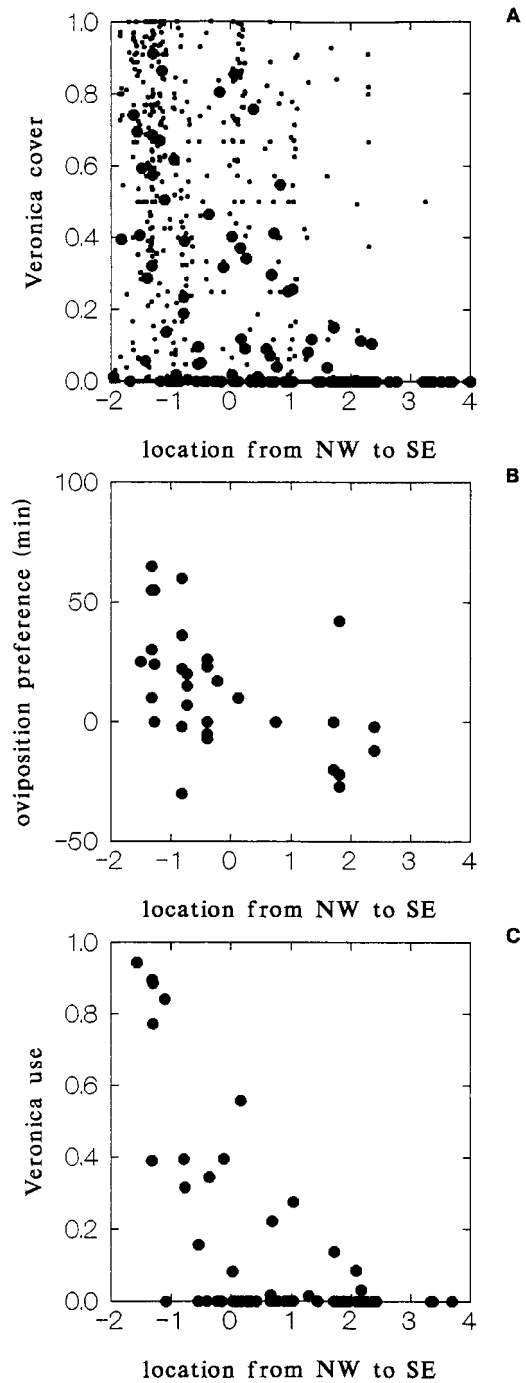 A
Veronica cover
1.0
0.8
0.6
0.4
0.2
0.0
−2 −1 0 1 2 3 4
location from NW to SE
B
oviposition preference (min)
100
50
0
−50
−2 −1 0 1 2 3 4
location from NW to SE
C
Veronica use
1.0
0.8
0.6
0.4
0.2
0.0
−2 −1 0 1 2 3 4
location from NW to SE